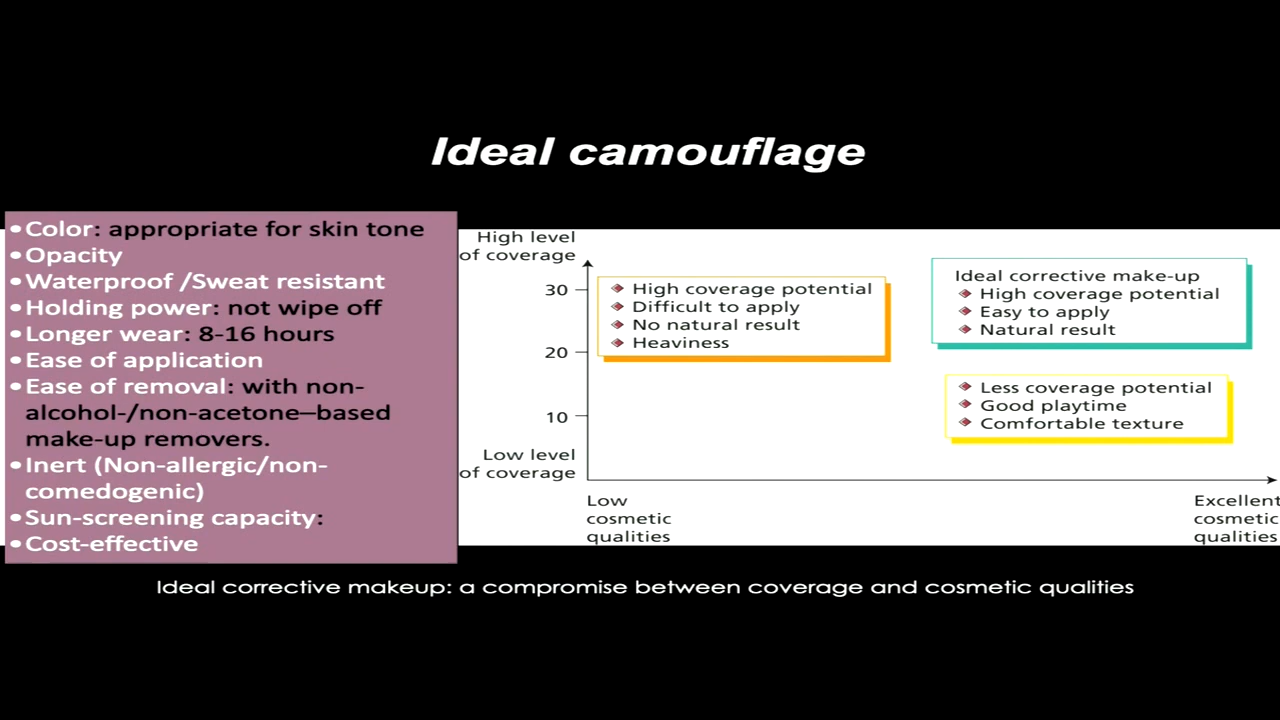 Ideal camouflage
•Color: appropriate for skin tone
•Opacity
•Waterproof /Sweat resistant
•Holding power: not wipe off
•Longer wear: 8-16 hours
•Ease of application
•Ease of removal: with non-
alcohol-/non-acetone–based
make-up removers.
•Inert (Non-allergic/non-
comedogenic)
•Sun-screening capacity:
•Cost-effective
High level
of coverage
30
20
10
Low level
of coverage
High coverage potential
Difficult to apply
No natural result
Heaviness
Ideal corrective make-up
High coverage potential
Easy to apply
Natural result
Less coverage potential
Good playtime
Comfortable texture
Low
cosmetic
qualities
Excellent
cosmetic
qualities
Ideal corrective makeup: a compromise between coverage and cosmetic qualities